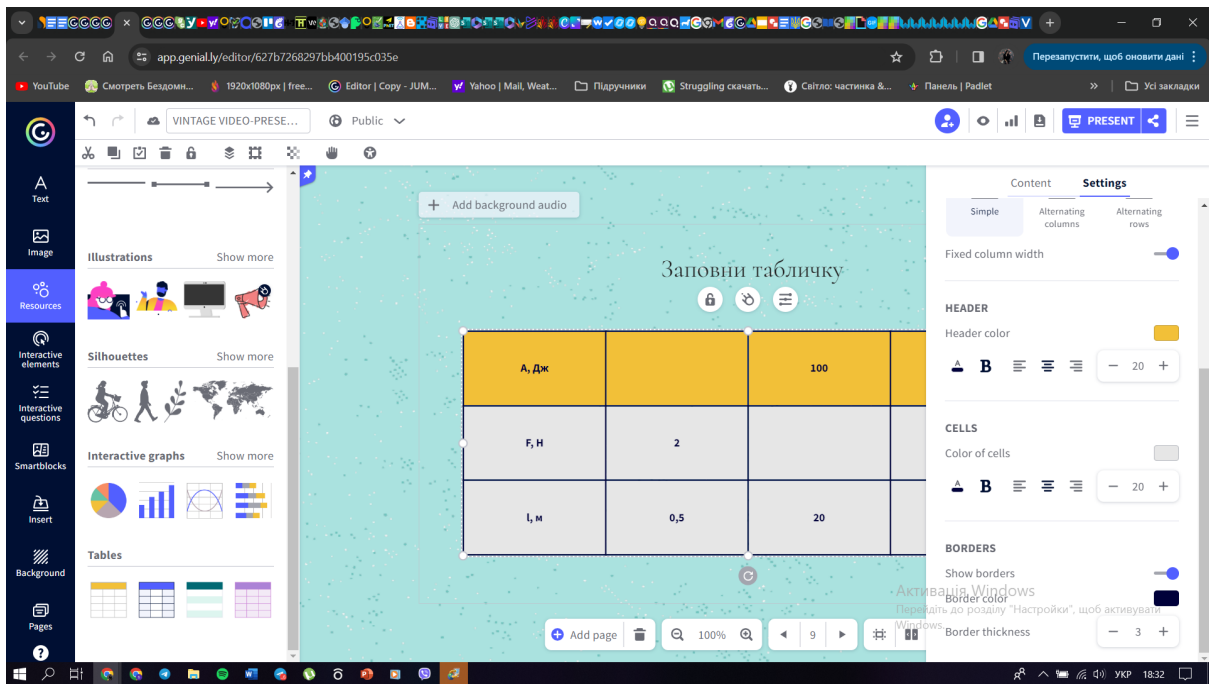 app.genial.ly/editor/627b7268297bb400195c035e
Перезапустити, щоб оновити дані
YouTube
Смотреть Бездомн...
1920x1080px | free...
Editor | Copy - JUM...
Yahoo | Mail, Weat...
Підручники
Struggling скачать...
Світло: частинка &...
Панель | Padlet
»
Усі закладки
VINTAGE VIDEO-PRESE...
Public
PRESENT
Text
Image
Resources
Interactive
elements
Interactive
questions
Smartblocks
Insert
Background
Pages
Illustrations Show more
Silhouettes Show more
Interactive graphs Show more
Tables
+ Add background audio
Заповни табличку
А, Дж 100
F, Н 2
l, м 0,5 20
Add page
100%
9
Content Settings
Simple
Alternating
columns
Alternating
rows
Fixed column width
HEADER
Header color
A B − 20 +
CELLS
Color of cells
A B − 20 +
BORDERS
Show borders
Border color
Border thickness − 3 +
Активація Windows
Перейдіть до розділу "Настройки", щоб активувати
Windows.
УКР 18:32